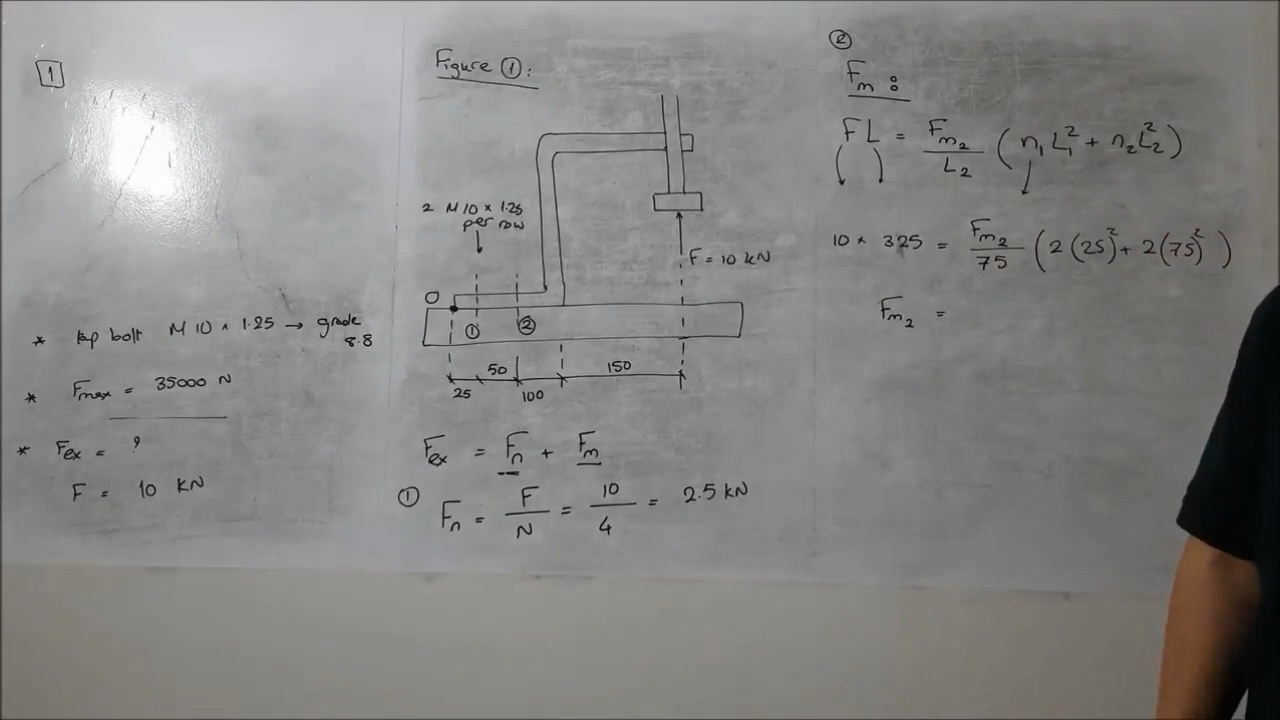 1
* tap bolt M 10 × 1.25 → grade 8.8
* Fmax = 35000 N
* Fex = ?
F = 10 KN
Figure ①:
2 M 10 × 1.25
per row
F = 10 KN
O
① ②
50 150
25 100
Fex = Fn + Fm
① Fn = F/N = 10/4 = 2.5 KN
②
Fm :
FL = Fm₂/L₂ ( n₁L₁² + n₂L₂² )
10 × 325 = Fm₂/75 ( 2 (25)² + 2 (75)² )
Fm₂ =